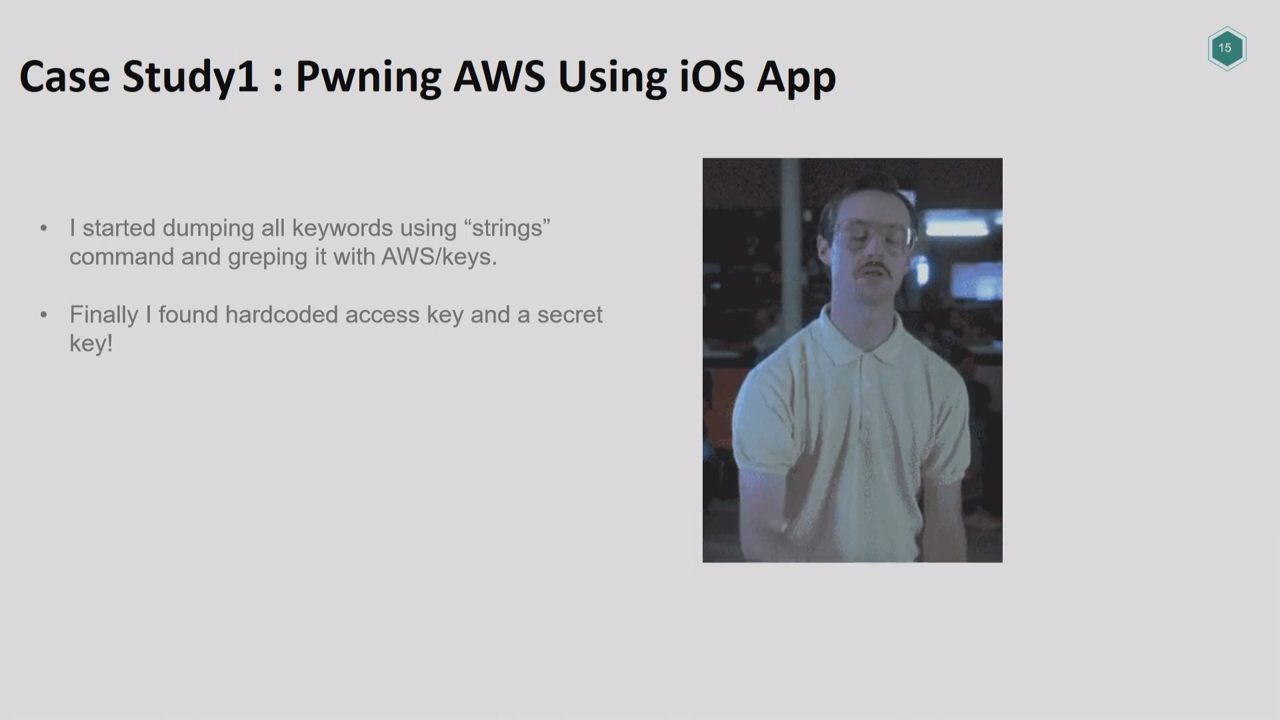 15
Case Study1 : Pwning AWS Using iOS App
• I started dumping all keywords using “strings”
command and greping it with AWS/keys.
• Finally I found hardcoded access key and a secret
key!